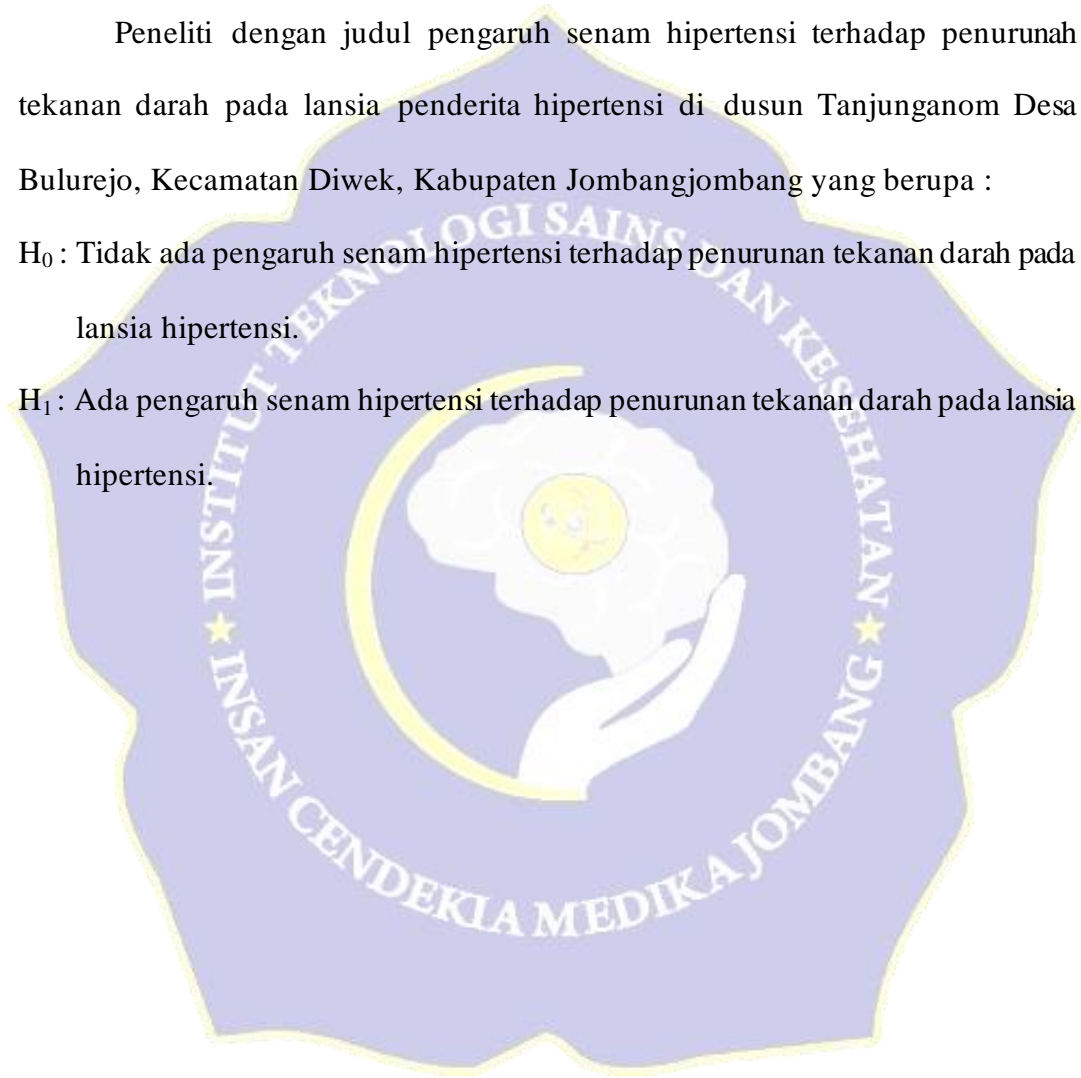 Peneliti dengan judul pengaruh senam hipertensi terhadap penurunah
tekanan darah pada lansia penderita hipertensi di dusun Tanjunganom Desa
Bulurejo, Kecamatan Diwek, Kabupaten Jombangjombang yang berupa :
H₀ : Tidak ada pengaruh senam hipertensi terhadap penurunan tekanan darah pada
lansia hipertensi.
H₁ : Ada pengaruh senam hipertensi terhadap penurunan tekanan darah pada lansia
hipertensi.
INSTITUT TEKNOLOGI SAINS DAN KESEHATAN
INSAN CENDEKIA MEDIKA JOMBANG